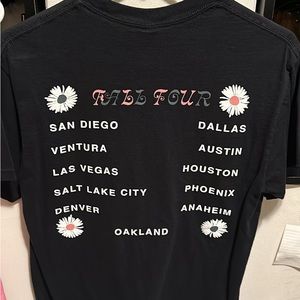 FALL TOUR
SAN DIEGO DALLAS
VENTURA AUSTIN
LAS VEGAS HOUSTON
SALT LAKE CITY PHOENIX
DENVER ANAHEIM
OAKLAND